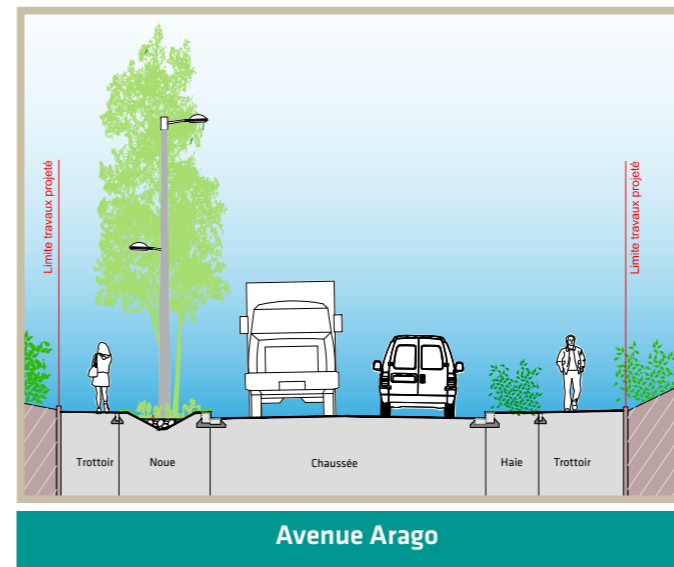 Limite travaux projeté
Limite travaux projeté
Trottoir
Noue
Chaussée
Haie
Trottoir
Avenue Arago